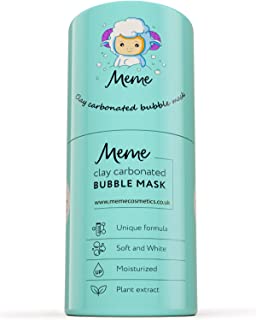 Meme
Clay carbonated bubble mask
Meme
clay carbonated
BUBBLE MASK
www.memecosmetics.co.uk
Unique formula
Soft and White
UP
Moisturized
Plant extract